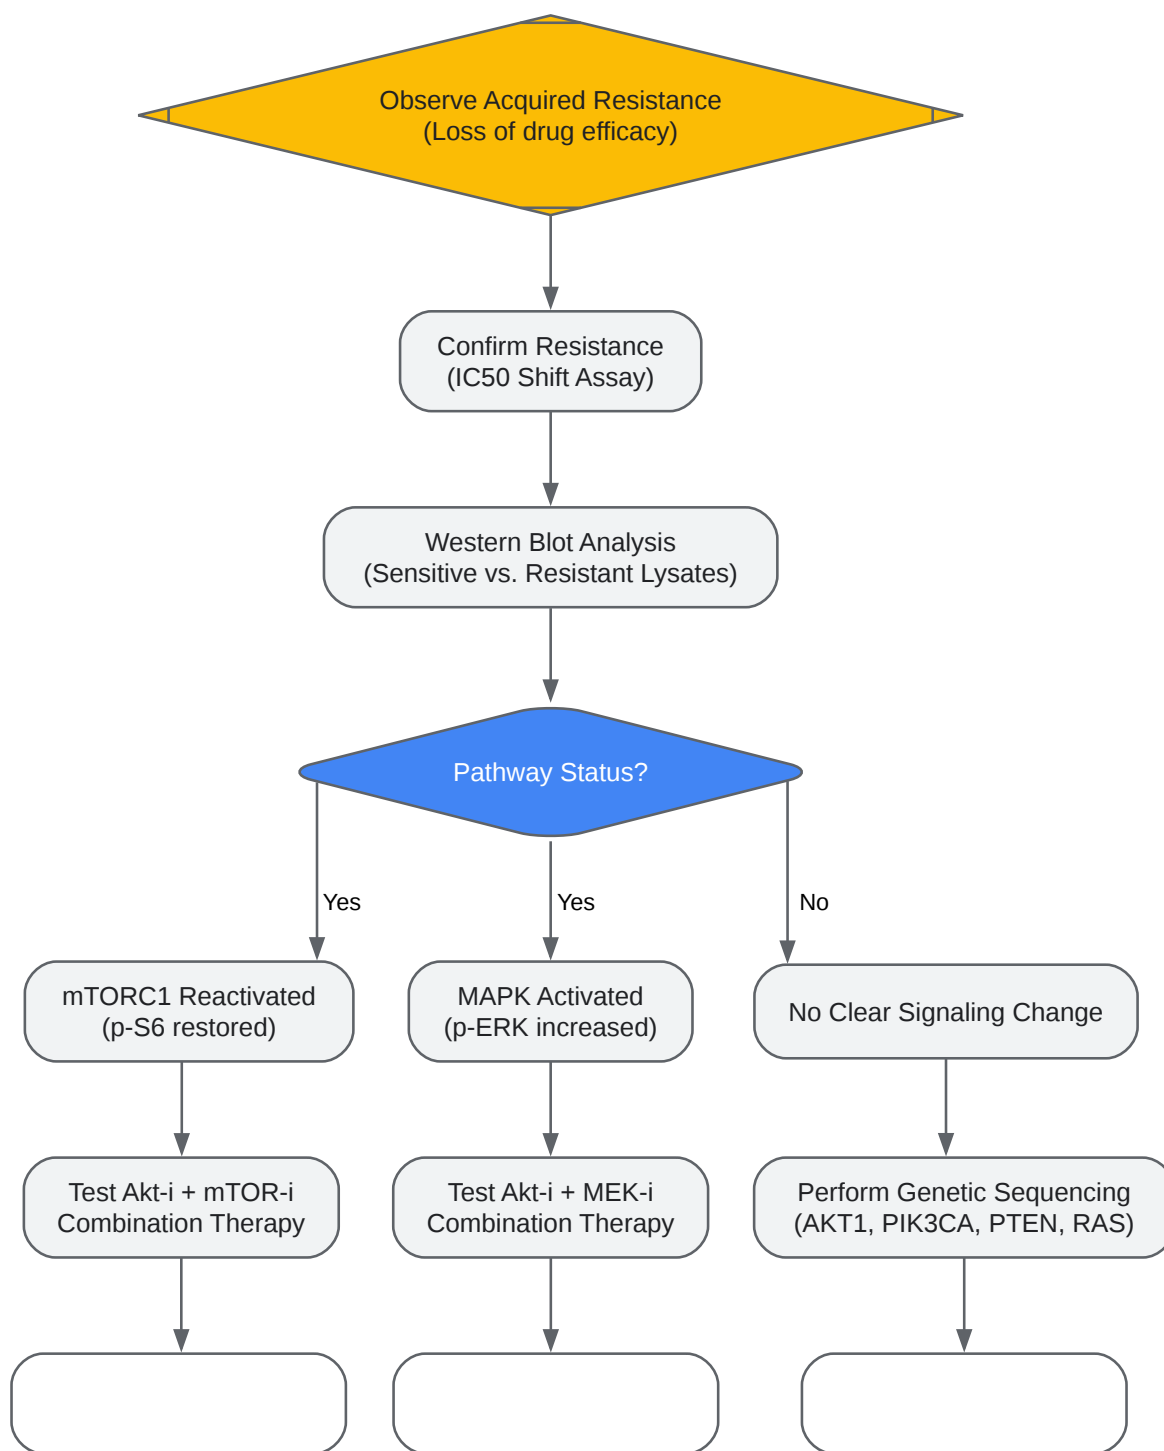 Observe Acquired Resistance
(Loss of drug efficacy)
Confirm Resistance
(IC50 Shift Assay)
Western Blot Analysis
(Sensitive vs. Resistant Lysates)
Pathway Status?
Yes
Yes
No
mTORC1 Reactivated
(p-S6 restored)
MAPK Activated
(p-ERK increased)
No Clear Signaling Change
Test Akt-i + mTOR-i
Combination Therapy
Test Akt-i + MEK-i
Combination Therapy
Perform Genetic Sequencing
(AKT1, PIK3CA, PTEN, RAS)